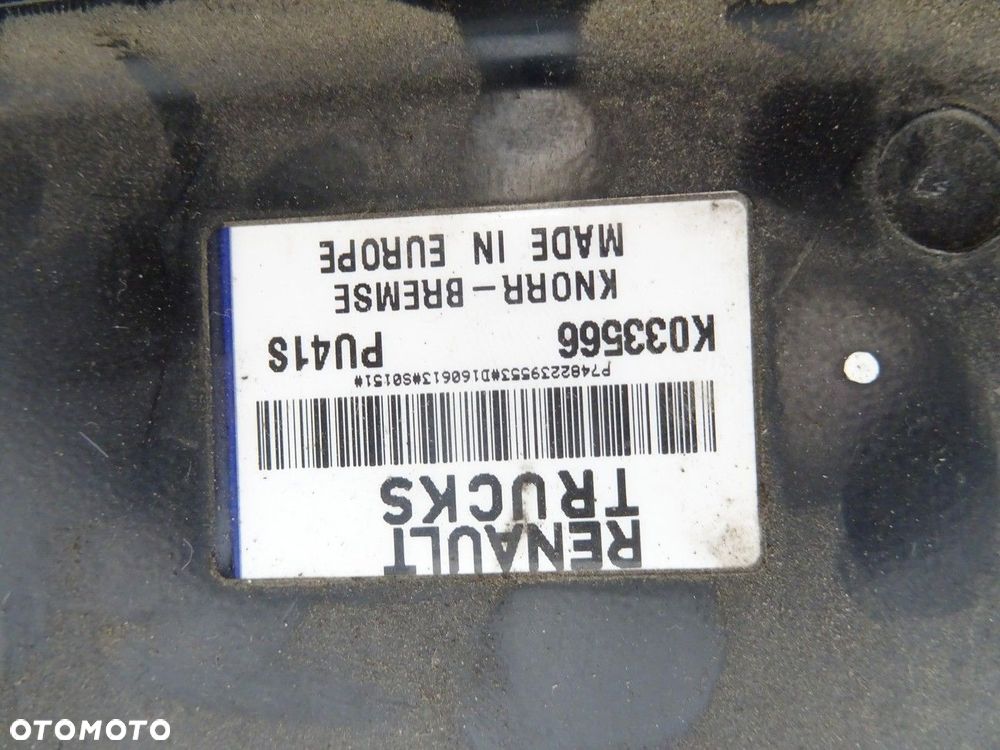 RENAULT
TRUCKS
P7482239553#D160613#S0151#
K033566 PU41S
KNORR-BREMSE
MADE IN EUROPE
OTOMOTO